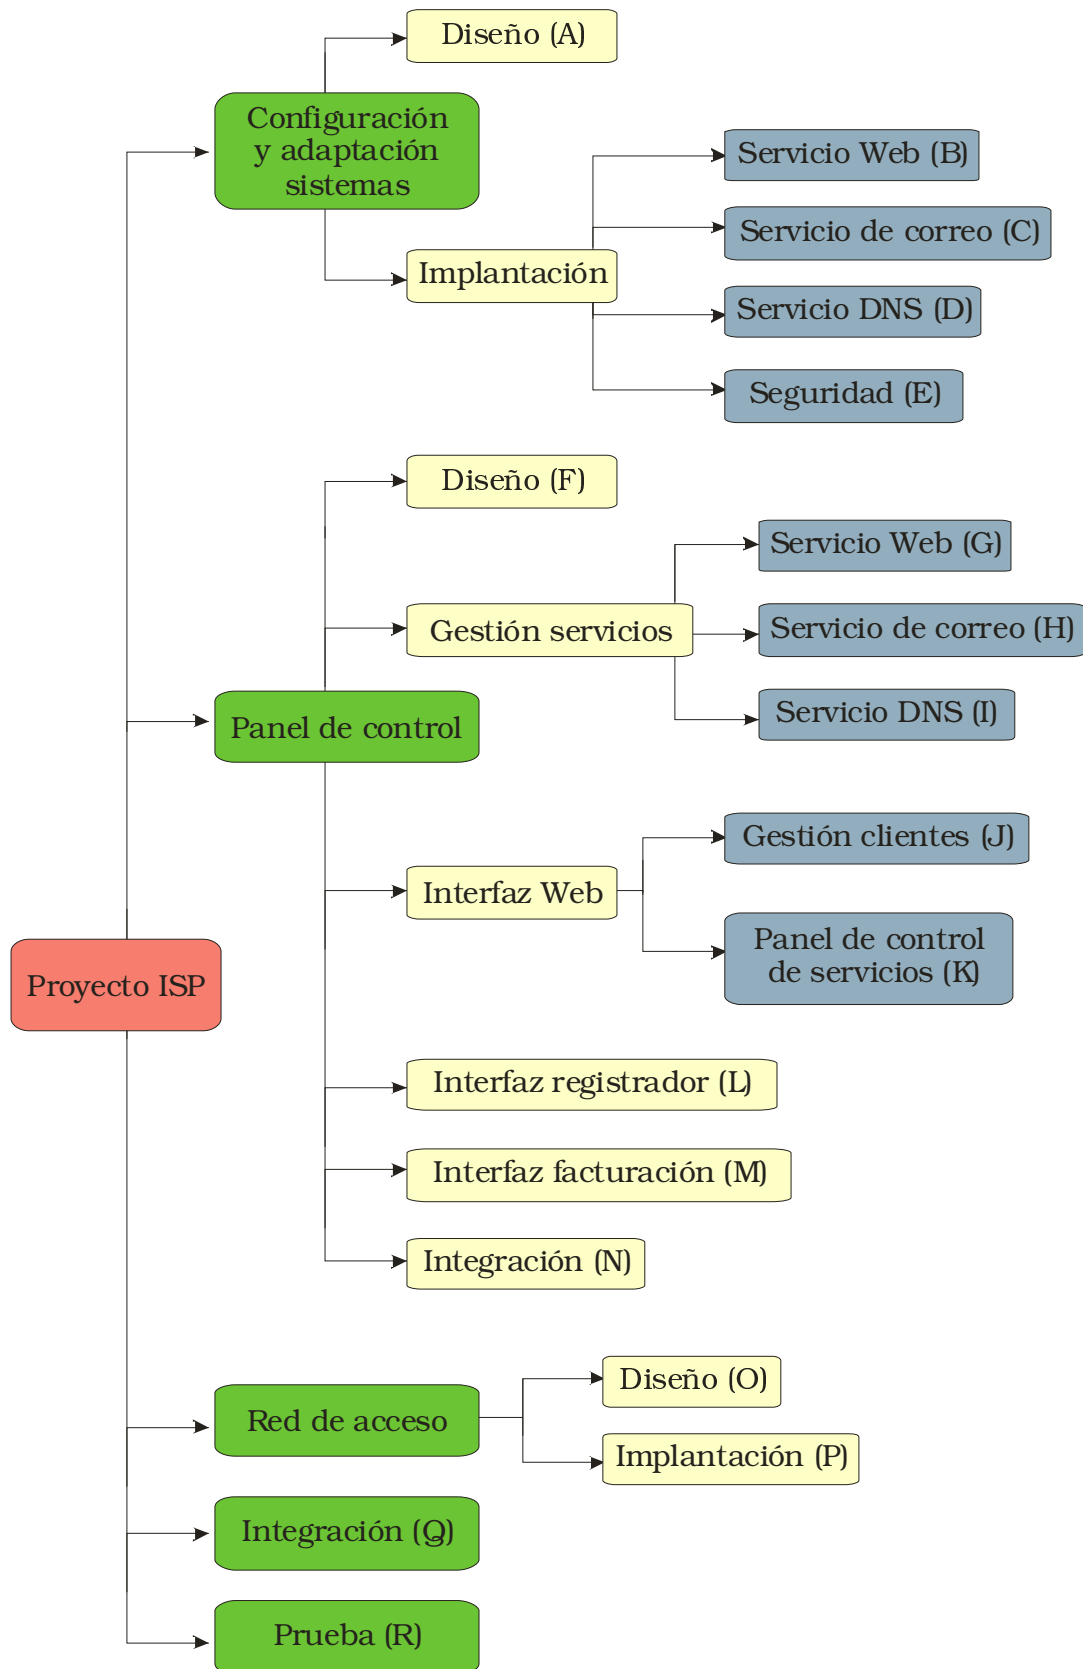 Diseño (A)
Configuración
y adaptación
sistemas
Servicio Web (B)
Servicio de correo (C)
Implantación
Servicio DNS (D)
Seguridad (E)
Diseño (F)
Servicio Web (G)
Gestión servicios
Servicio de correo (H)
Servicio DNS (I)
Panel de control
Gestión clientes (J)
Interfaz Web
Panel de control
de servicios (K)
Proyecto ISP
Interfaz registrador (L)
Interfaz facturación (M)
Integración (N)
Diseño (O)
Red de acceso
Implantación (P)
Integración (Q)
Prueba (R)